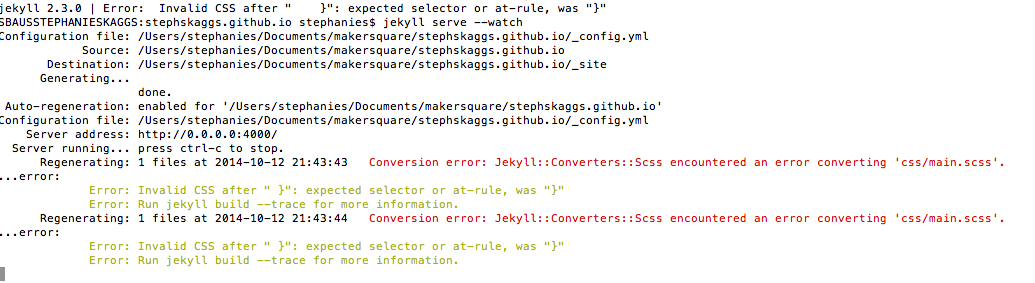 jekyll 2.3.0 | Error:  Invalid CSS after "    }": expected selector or at-rule, was "}"
SBAUSSTEPHANIESKAGGS:stephskaggs.github.io stephanies$ jekyll serve --watch
Configuration file: /Users/stephanies/Documents/makersquare/stephskaggs.github.io/_config.yml
Source: /Users/stephanies/Documents/makersquare/stephskaggs.github.io
Destination: /Users/stephanies/Documents/makersquare/stephskaggs.github.io/_site
Generating...
done.
Auto-regeneration: enabled for '/Users/stephanies/Documents/makersquare/stephskaggs.github.io'
Configuration file: /Users/stephanies/Documents/makersquare/stephskaggs.github.io/_config.yml
Server address: http://0.0.0.0:4000/
Server running... press ctrl-c to stop.
Regenerating: 1 files at 2014-10-12 21:43:43  Conversion error: Jekyll::Converters::Scss encountered an error converting 'css/main.scss'.
...error:
Error: Invalid CSS after " }": expected selector or at-rule, was "}"
Error: Run jekyll build --trace for more information.
Regenerating: 1 files at 2014-10-12 21:43:44  Conversion error: Jekyll::Converters::Scss encountered an error converting 'css/main.scss'.
...error:
Error: Invalid CSS after " }": expected selector or at-rule, was "}"
Error: Run jekyll build --trace for more information.